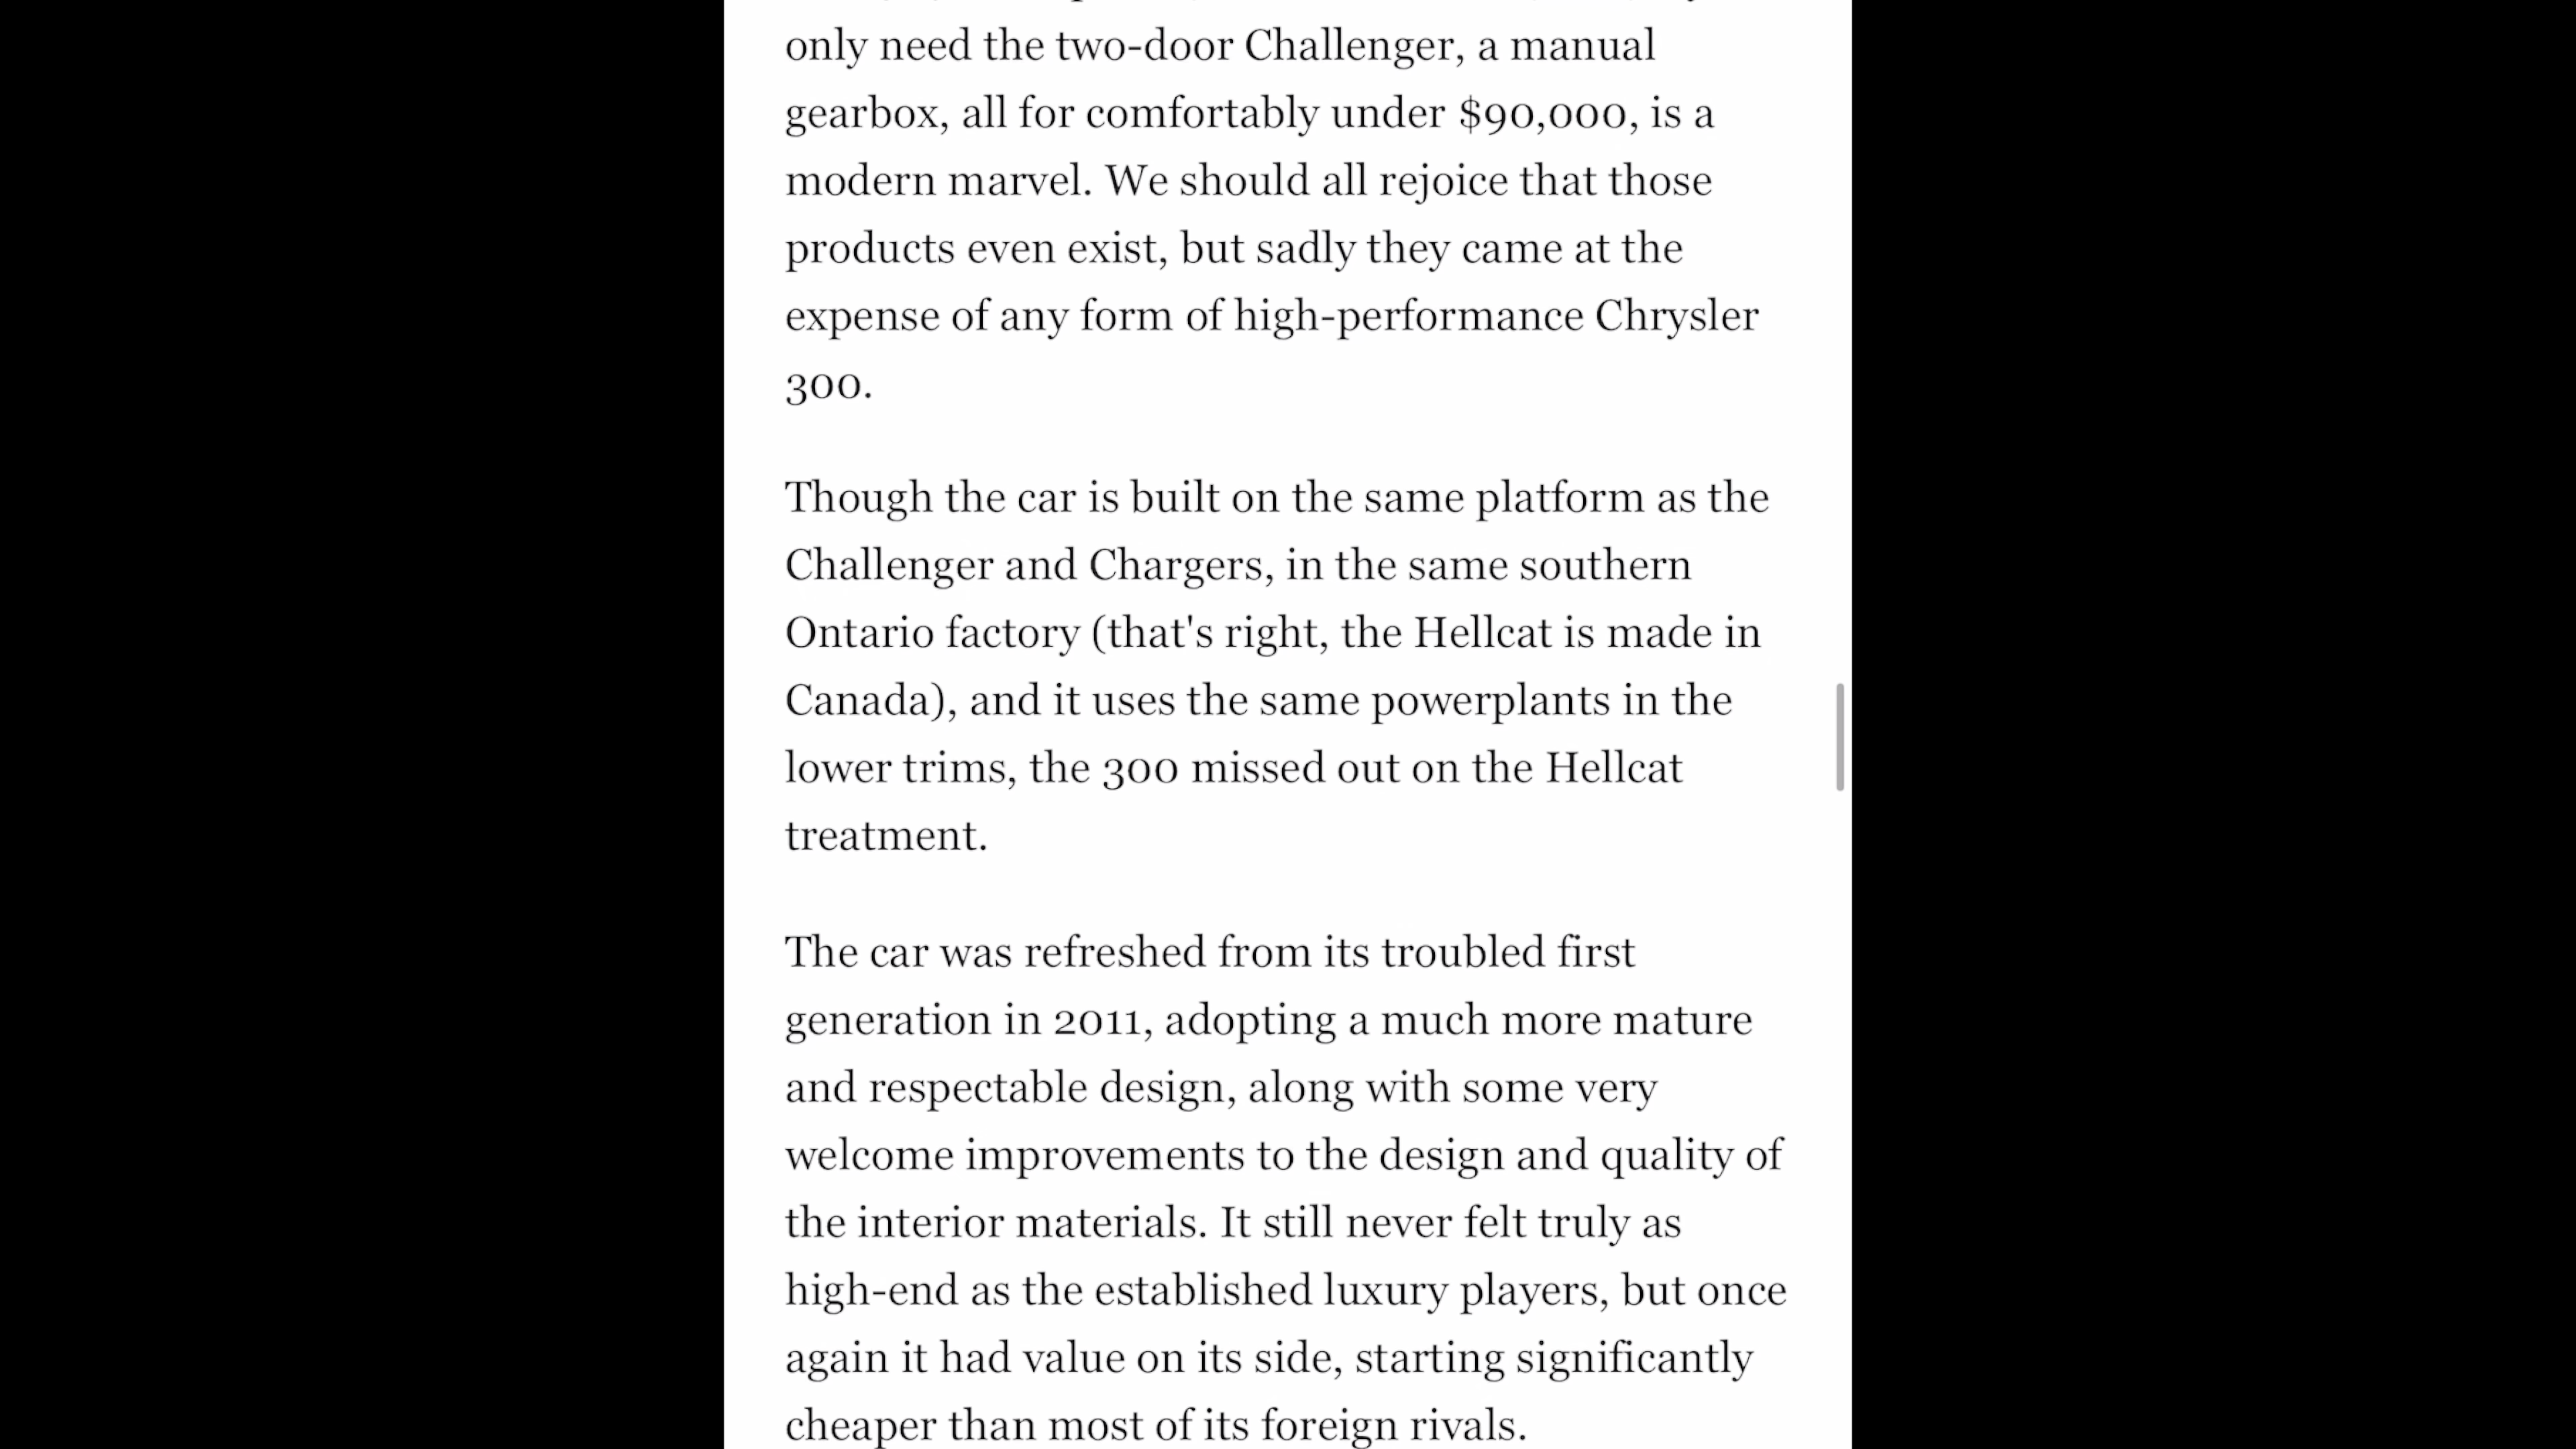 only need the two-door Challenger, a manual
gearbox, all for comfortably under $90,000, is a
modern marvel. We should all rejoice that those
products even exist, but sadly they came at the
expense of any form of high-performance Chrysler
300.
Though the car is built on the same platform as the
Challenger and Chargers, in the same southern
Ontario factory (that's right, the Hellcat is made in
Canada), and it uses the same powerplants in the
lower trims, the 300 missed out on the Hellcat
treatment.
The car was refreshed from its troubled first
generation in 2011, adopting a much more mature
and respectable design, along with some very
welcome improvements to the design and quality of
the interior materials. It still never felt truly as
high-end as the established luxury players, but once
again it had value on its side, starting significantly
cheaper than most of its foreign rivals.